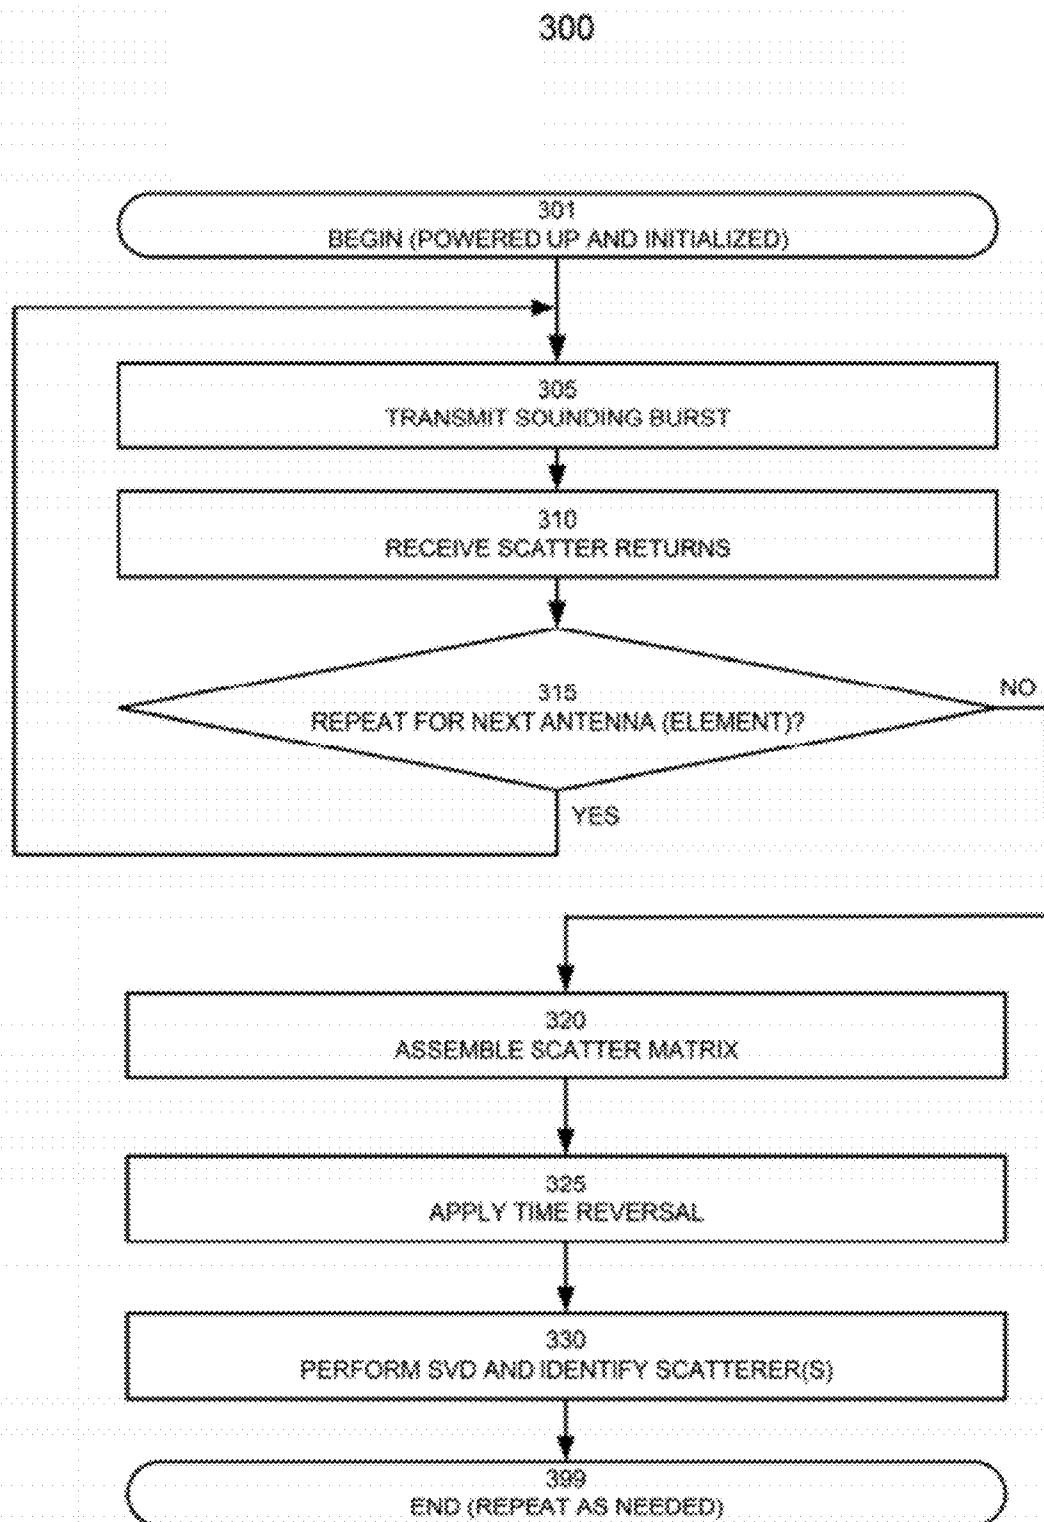 300
301
BEGIN (POWERED UP AND INITIALIZED)
305
TRANSMIT SOUNDING BURST
310
RECEIVE SCATTER RETURNS
315
REPEAT FOR NEXT ANTENNA (ELEMENT)?
NO
YES
320
ASSEMBLE SCATTER MATRIX
325
APPLY TIME REVERSAL
330
PERFORM SVD AND IDENTIFY SCATTERER(S)
399
END (REPEAT AS NEEDED)